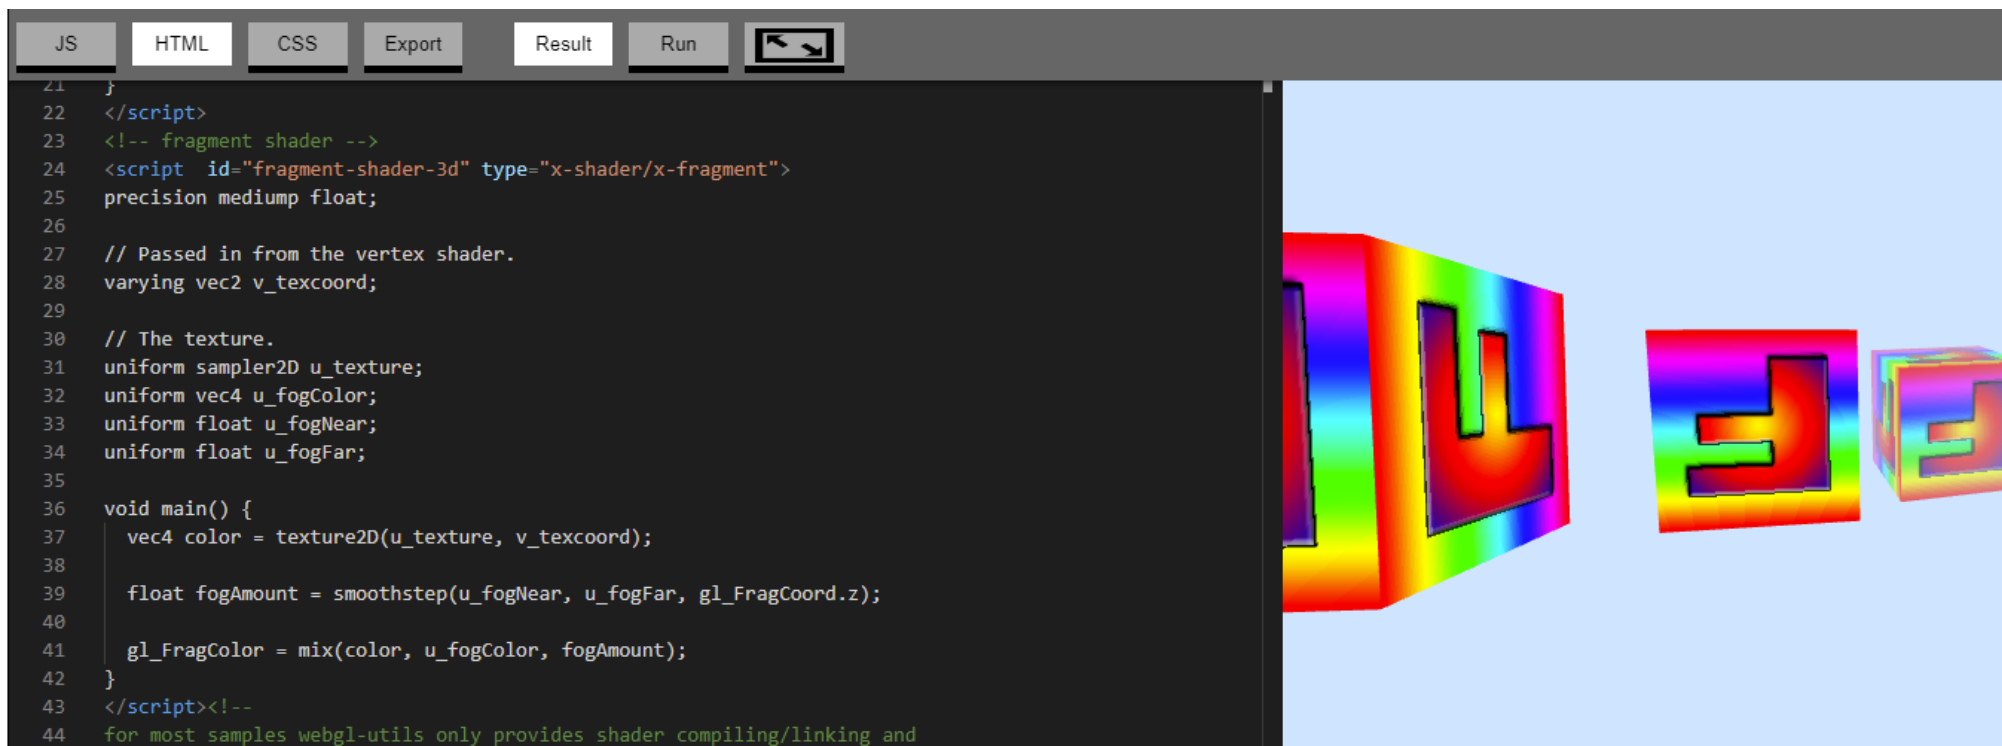 JS HTML CSS Export Result Run
21 }
22 </script>
23 <!-- fragment shader -->
24 <script  id="fragment-shader-3d" type="x-shader/x-fragment">
25 precision mediump float;
26
27 // Passed in from the vertex shader.
28 varying vec2 v_texcoord;
29
30 // The texture.
31 uniform sampler2D u_texture;
32 uniform vec4 u_fogColor;
33 uniform float u_fogNear;
34 uniform float u_fogFar;
35
36 void main() {
37   vec4 color = texture2D(u_texture, v_texcoord);
38
39   float fogAmount = smoothstep(u_fogNear, u_fogFar, gl_FragCoord.z);
40
41   gl_FragColor = mix(color, u_fogColor, fogAmount);
42 }
43 </script><!--
44 for most samples webgl-utils only provides shader compiling/linking and
F
F
F